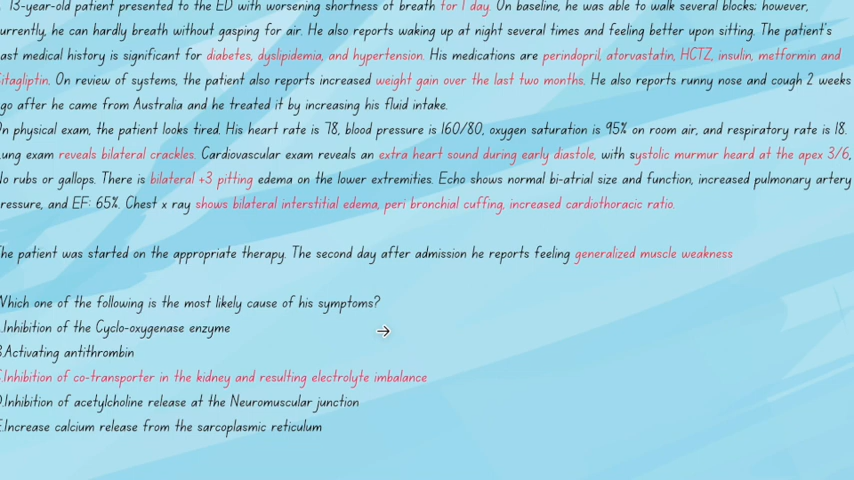 13-year-old patient presented to the ED with worsening shortness of breath for 1 day. On baseline, he was able to walk several blocks; however,
urrently, he can hardly breath without gasping for air. He also reports waking up at night several times and feeling better upon sitting. The patient's
ast medical history is significant for diabetes, dyslipidemia, and hypertension. His medications are perindopril, atorvastatin, HCTZ, insulin, metformin and
itagliptin. On review of systems, the patient also reports increased weight gain over the last two months. He also reports runny nose and cough 2 weeks
go after he came from Australia and he treated it by increasing his fluid intake.
On physical exam, the patient looks tired. His heart rate is 78, blood pressure is 160/80, oxygen saturation is 95% on room air, and respiratory rate is 18.
ung exam reveals bilateral crackles. Cardiovascular exam reveals an extra heart sound during early diastole, with systolic murmur heard at the apex 3/6,
No rubs or gallops. There is bilateral +3 pitting edema on the lower extremities. Echo shows normal bi-atrial size and function, increased pulmonary artery
ressure, and EF: 65%. Chest x ray shows bilateral interstitial edema, peri bronchial cuffing, increased cardiothoracic ratio.
he patient was started on the appropriate therapy. The second day after admission he reports feeling generalized muscle weakness
Which one of the following is the most likely cause of his symptoms?
.Inhibition of the Cyclo-oxygenase enzyme
B.Activating antithrombin
.Inhibition of co-transporter in the kidney and resulting electrolyte imbalance
D.Inhibition of acetylcholine release at the Neuromuscular junction
E.Increase calcium release from the sarcoplasmic reticulum